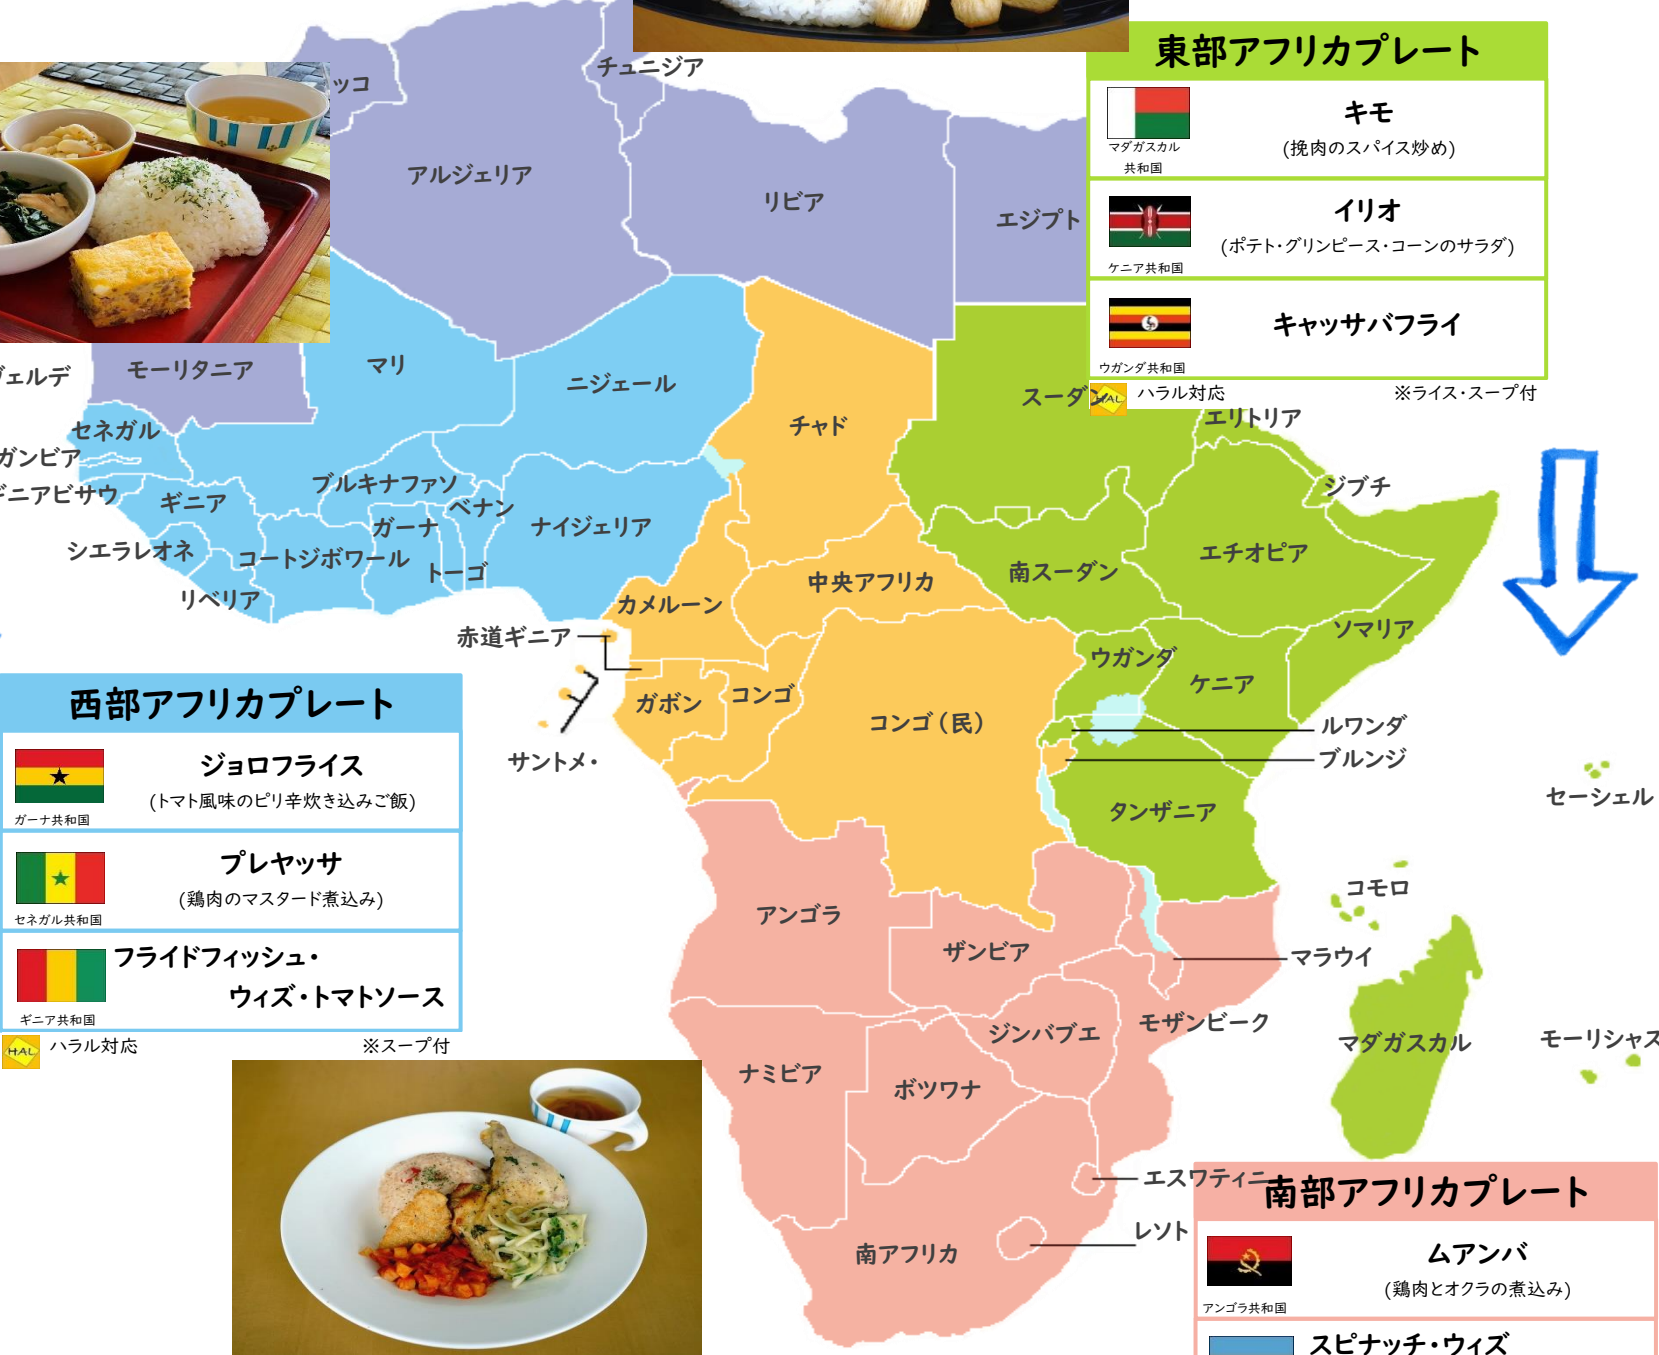 チュニジア
ッコ
アルジェリア
リビア
エジプト
東部アフリカプレート
マダガスカル
共和国
キモ
(挽肉のスパイス炒め)
ケニア共和国
イリオ
(ポテト・グリンピース・コーンのサラダ)
ウガンダ共和国
キャッサバフライ
HAL ハラル対応
※ライス・スープ付
ヴェルデ
モーリタニア
マリ
ニジェール
チャド
スーダン
エリトリア
セネガル
ガンビア
ギニアビサウ
ギニア
ブルキナファソ
ベナン
ガーナ
ナイジェリア
ジブチ
シエラレオネ
コートジボワール
トーゴ
リベリア
カメルーン
中央アフリカ
南スーダン
エチオピア
赤道ギニア
ソマリア
ウガンダ
ケニア
ガボン
コンゴ
コンゴ(民)
ルワンダ
ブルンジ
サントメ・
タンザニア
セーシェル
西部アフリカプレート
ガーナ共和国
ジョロフライス
(トマト風味のピリ辛炊き込みご飯)
セネガル共和国
プレヤッサ
(鶏肉のマスタード煮込み)
ギニア共和国
フライドフィッシュ・
ウィズ・トマトソース
HAL ハラル対応
※スープ付
コモロ
アンゴラ
ザンビア
マラウイ
ジンバブエ
モザンビーク
マダガスカル
モーリシャス
ナミビア
ボツワナ
エスワティニ
レソト
南アフリカ
南部アフリカプレート
アンゴラ共和国
ムアンバ
(鶏肉とオクラの煮込み)
スピナッチ・ウィズ